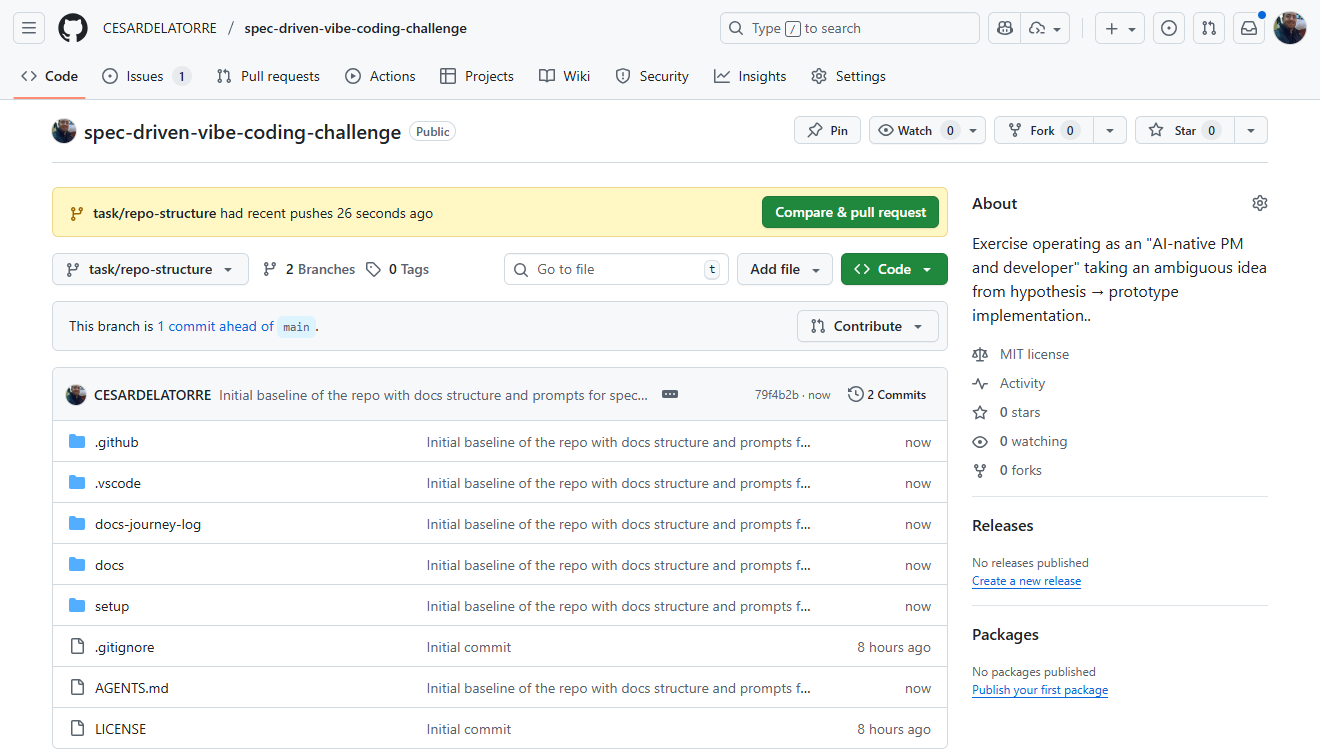 CESARDELATORRE / spec-driven-vibe-coding-challenge
Type / to search
Code
Issues 1
Pull requests
Actions
Projects
Wiki
Security
Insights
Settings
spec-driven-vibe-coding-challenge Public
Pin
Watch 0
Fork 0
Star 0
task/repo-structure had recent pushes 26 seconds ago
Compare & pull request
task/repo-structure
2 Branches
0 Tags
Go to file t
Add file
Code
This branch is 1 commit ahead of main .
Contribute
CESARDELATORRE Initial baseline of the repo with docs structure and prompts for spec... 79f4b2b · now 2 Commits
.github Initial baseline of the repo with docs structure and prompts f... now
.vscode Initial baseline of the repo with docs structure and prompts f... now
docs-journey-log Initial baseline of the repo with docs structure and prompts f... now
docs Initial baseline of the repo with docs structure and prompts f... now
setup Initial baseline of the repo with docs structure and prompts f... now
.gitignore Initial commit 8 hours ago
AGENTS.md Initial baseline of the repo with docs structure and prompts f... now
LICENSE Initial commit 8 hours ago
About
Exercise operating as an "AI-native PM
and developer" taking an ambiguous idea
from hypothesis → prototype
implementation..
MIT license
Activity
0 stars
0 watching
0 forks
Releases
No releases published
Create a new release
Packages
No packages published
Publish your first package